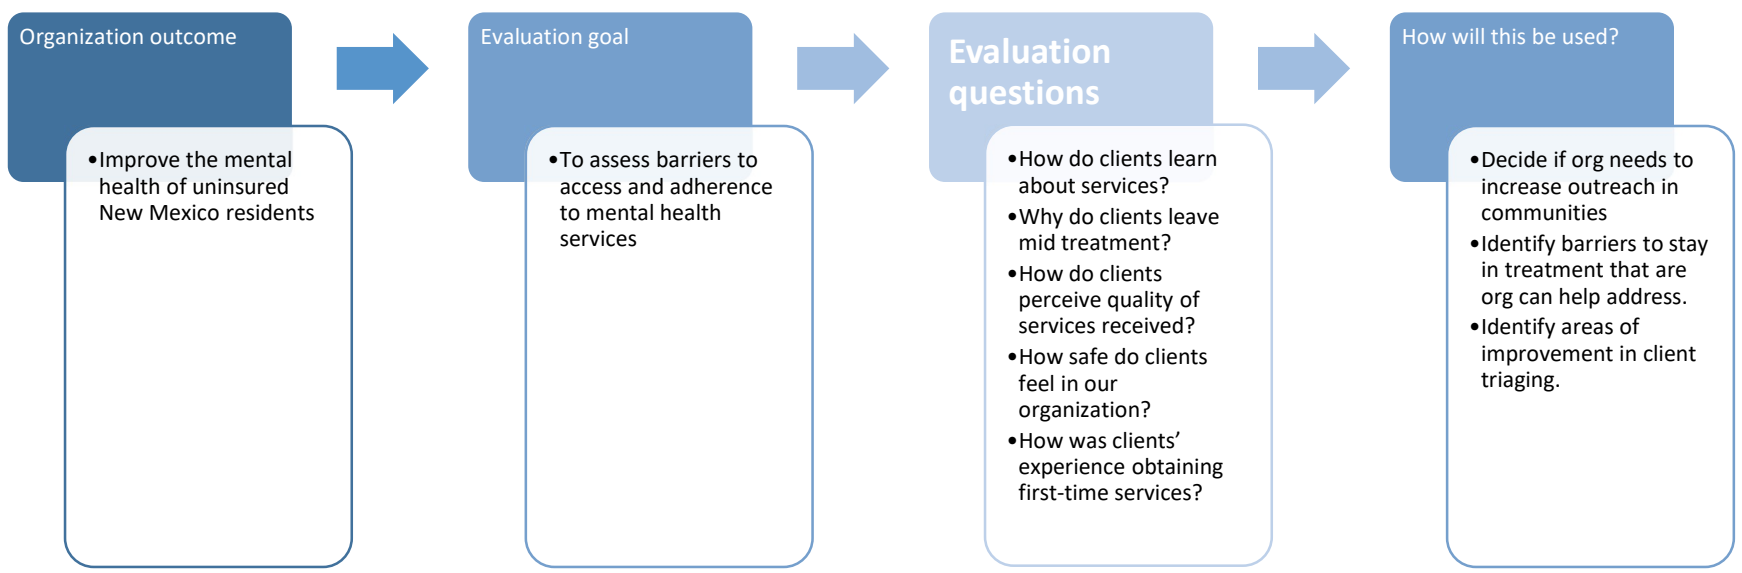 Organization outcome
•Improve the mental
health of uninsured
New Mexico residents
Evaluation goal
•To assess barriers to
access and adherence
to mental health
services
Evaluation
questions
•How do clients learn
about services?
•Why do clients leave
mid treatment?
•How do clients
perceive quality of
services received?
•How safe do clients
feel in our
organization?
•How was clients’
experience obtaining
first-time services?
How will this be used?
•Decide if org needs to
increase outreach in
communities
•Identify barriers to stay
in treatment that are
org can help address.
•Identify areas of
improvement in client
triaging.